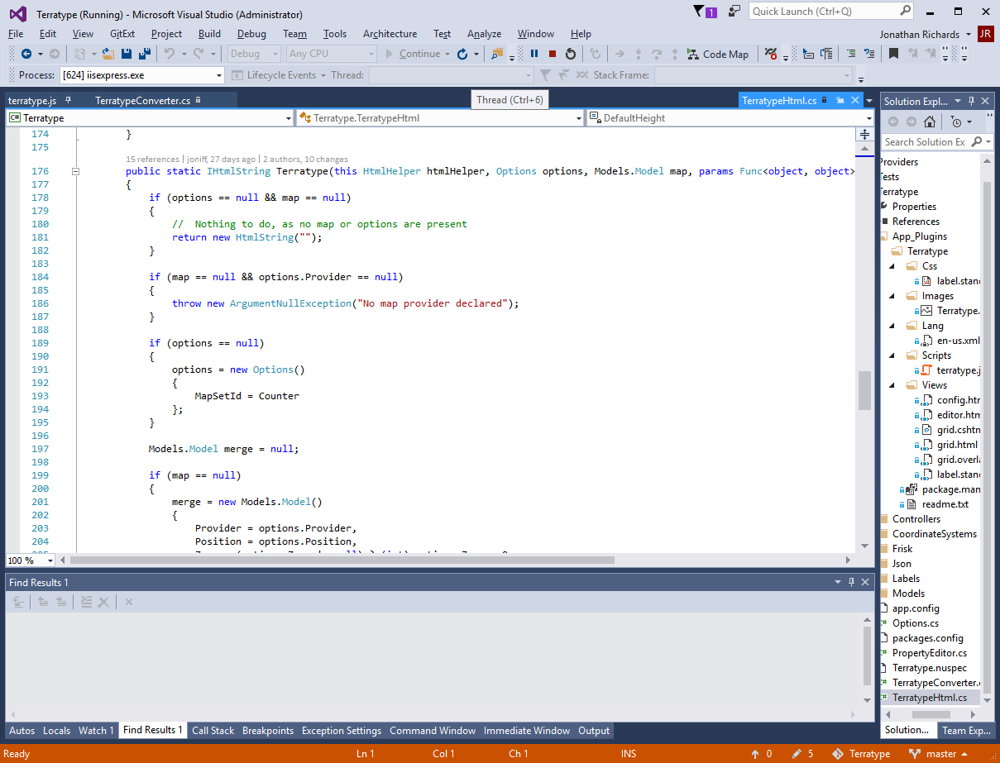 Terratype (Running) - Microsoft Visual Studio (Administrator)
1
Quick Launch (Ctrl+Q)
File Edit View GitExt Project Build Debug Team Tools Architecture Test Analyze Window Help
Jonathan Richards JR
Debug Any CPU Continue Code Map
Process: [624] iisexpress.exe Lifecycle Events Thread: Stack Frame:
Thread (Ctrl+6)
terratype.js TerratypeConverter.cs TerratypeHtml.cs
Terratype Terratype.TerratypeHtml DefaultHeight
174 }
175
15 references | joniff, 27 days ago | 2 authors, 10 changes
176 public static IHtmlString Terratype(this HtmlHelper htmlHelper, Options options, Models.Model map, params Func<object, object>
177 {
178 if (options == null && map == null)
179 {
180 // Nothing to do, as no map or options are present
181 return new HtmlString("");
182 }
183
184 if (map == null && options.Provider == null)
185 {
186 throw new ArgumentNullException("No map provider declared");
187 }
188
189 if (options == null)
190 {
191 options = new Options()
192 {
193 MapSetId = Counter
194 };
195 }
196
197 Models.Model merge = null;
198
199 if (map == null)
200 {
201 merge = new Models.Model()
202 {
203 Provider = options.Provider,
204 Position = options.Position,
100 %
Find Results 1
Autos Locals Watch 1 Find Results 1 Call Stack Breakpoints Exception Settings Command Window Immediate Window Output
Solution Expl...
Search Solution Ex
Providers
Tests
Terratype
Properties
References
App_Plugins
Terratype
Css
label.stand
Images
Terratype.
Lang
en-us.xml
Scripts
terratype.j
Views
config.htm
editor.htm
grid.cshtm
grid.html
grid.overla
label.stand
package.man
readme.txt
Controllers
CoordinateSystems
Frisk
Json
Labels
Models
app.config
Options.cs
packages.config
PropertyEditor.cs
Terratype.nuspec
TerratypeConverter.c
TerratypeHtml.cs
Solution... Team Exp...
Ready Ln 1 Col 1 Ch 1 INS 0 5 Terratype master